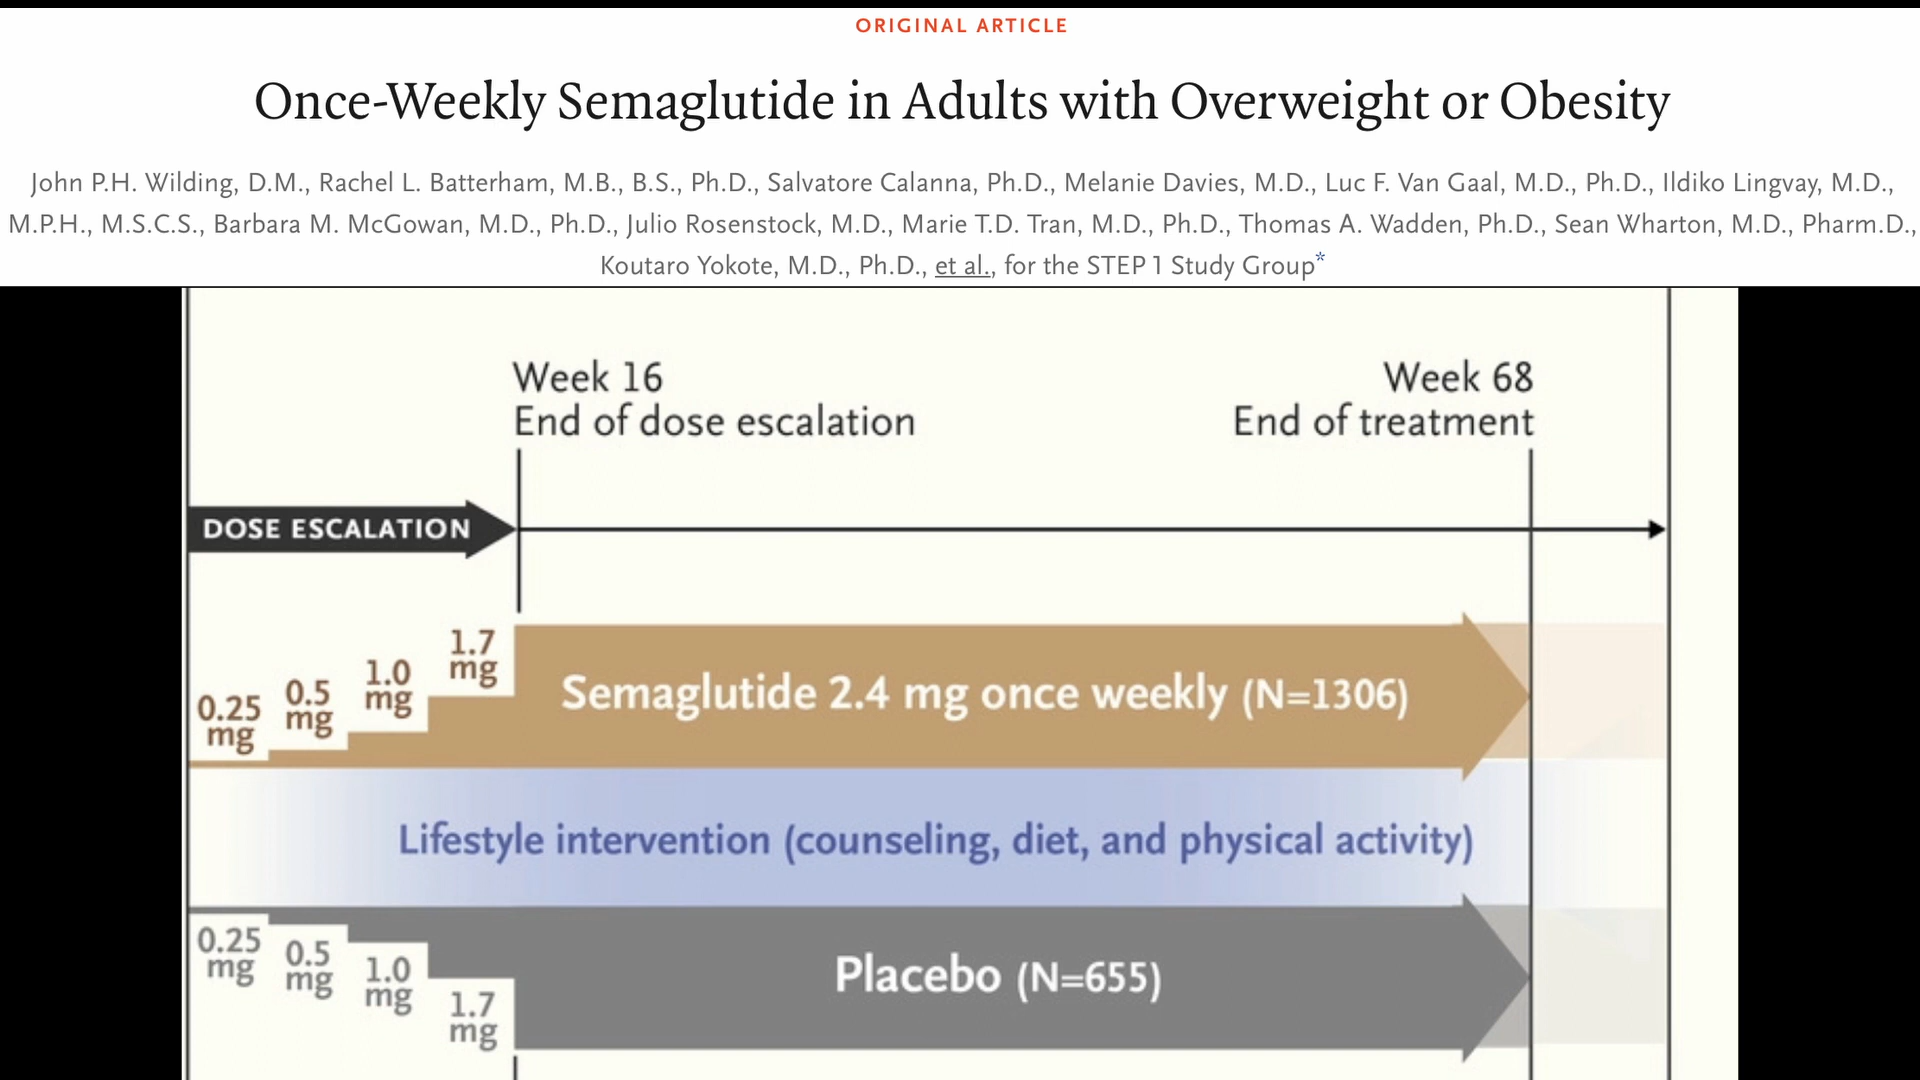 ORIGINAL ARTICLE
Once-Weekly Semaglutide in Adults with Overweight or Obesity
John P.H. Wilding, D.M., Rachel L. Batterham, M.B., B.S., Ph.D., Salvatore Calanna, Ph.D., Melanie Davies, M.D., Luc F. Van Gaal, M.D., Ph.D., Ildiko Lingvay, M.D.,
M.P.H., M.S.C.S., Barbara M. McGowan, M.D., Ph.D., Julio Rosenstock, M.D., Marie T.D. Tran, M.D., Ph.D., Thomas A. Wadden, Ph.D., Sean Wharton, M.D., Pharm.D.,
Koutaro Yokote, M.D., Ph.D., et al., for the STEP 1 Study Group*
Week 16
End of dose escalation
Week 68
End of treatment
DOSE ESCALATION
0.25
mg
0.5
mg
1.0
mg
1.7
mg
Semaglutide 2.4 mg once weekly (N=1306)
Lifestyle intervention (counseling, diet, and physical activity)
0.25
mg
0.5
mg
1.0
mg
1.7
mg
Placebo (N=655)